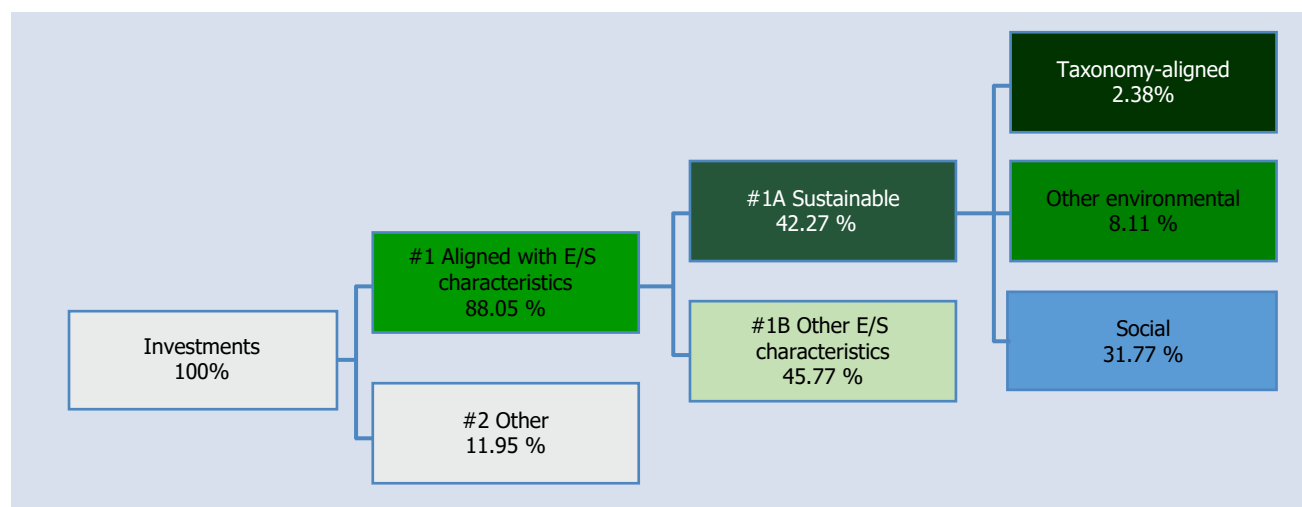 Investments
100%
#1 Aligned with E/S
characteristics
88.05 %
#2 Other
11.95 %
#1A Sustainable
42.27 %
#1B Other E/S
characteristics
45.77 %
Taxonomy-aligned
2.38%
Other environmental
8.11 %
Social
31.77 %